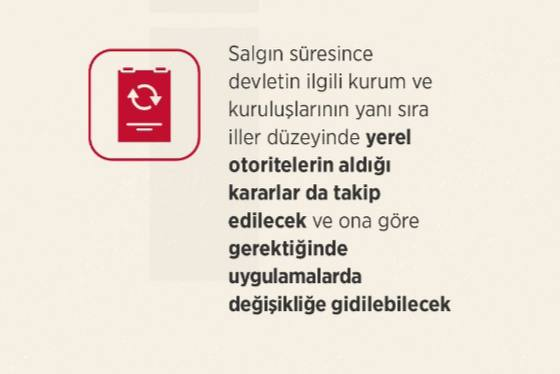 Salgın süresince
devletin ilgili kurum ve
kuruluşlarının yanı sıra
iller düzeyinde yerel
otoritelerin aldığı
kararlar da takip
edilecek ve ona göre
gerektiğinde
uygulamalarda
değişikliğe gidilebilecek